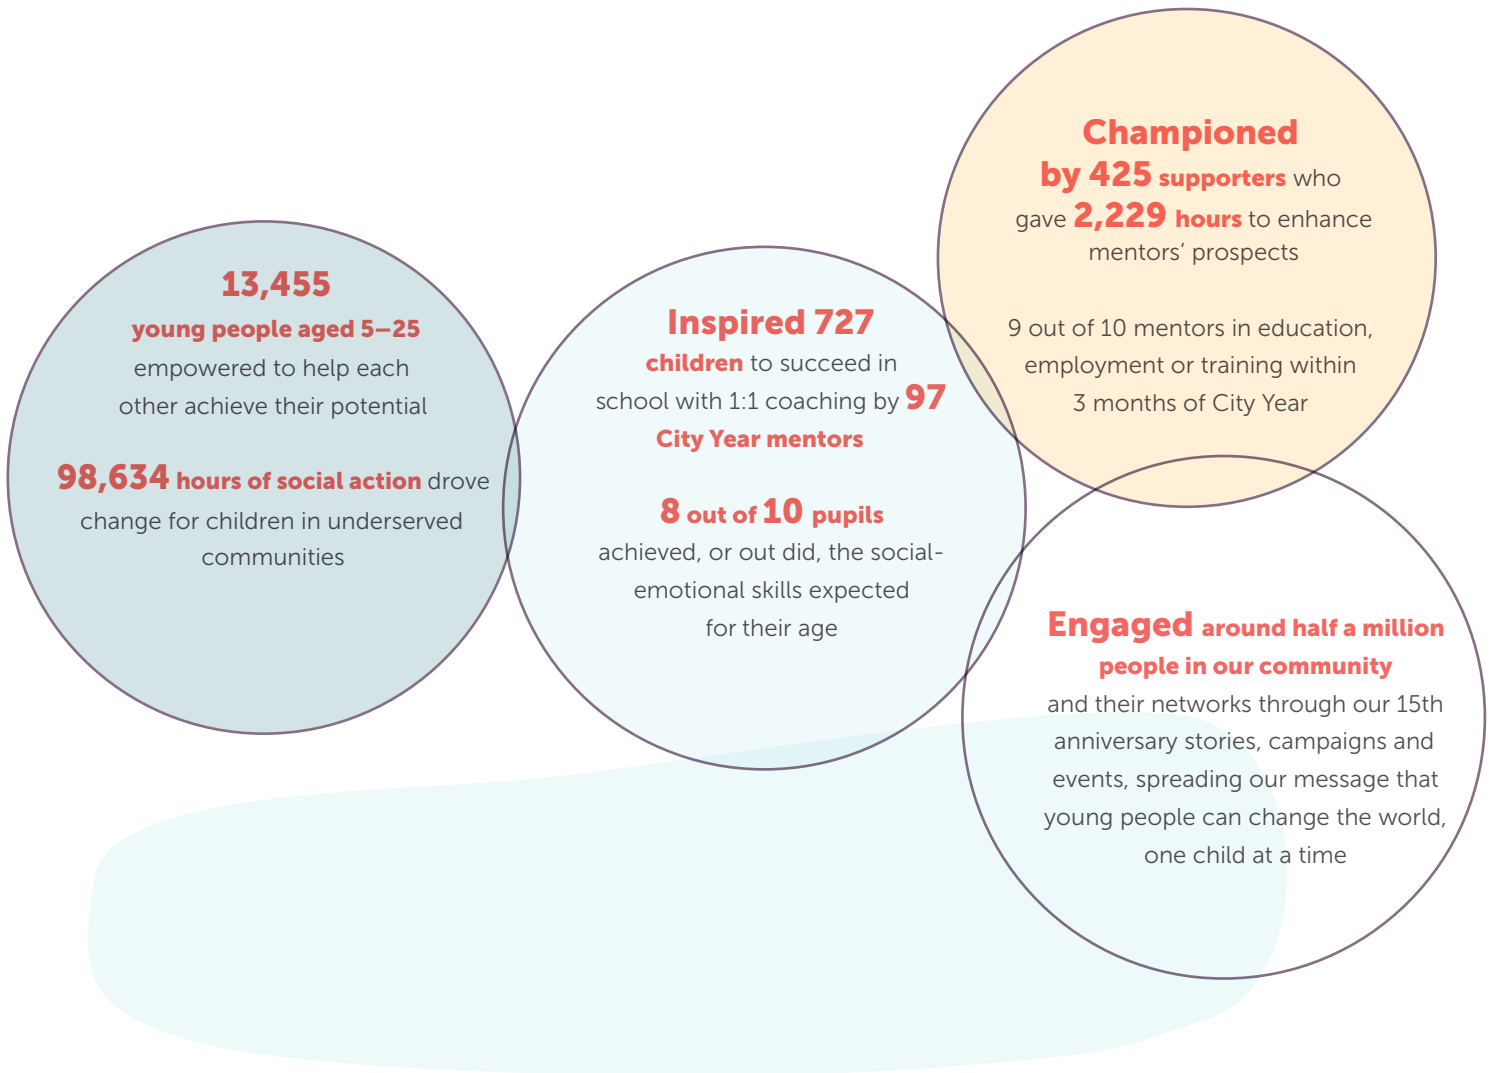 13,455
young people aged 5–25
empowered to help each
other achieve their potential
98,634 hours of social action drove
change for children in underserved
communities
Inspired 727
children to succeed in
school with 1:1 coaching by 97
City Year mentors
8 out of 10 pupils
achieved, or out did, the social-
emotional skills expected
for their age
Championed
by 425 supporters who
gave 2,229 hours to enhance
mentors’ prospects
9 out of 10 mentors in education,
employment or training within
3 months of City Year
Engaged around half a million
people in our community
and their networks through our 15th
anniversary stories, campaigns and
events, spreading our message that
young people can change the world,
one child at a time